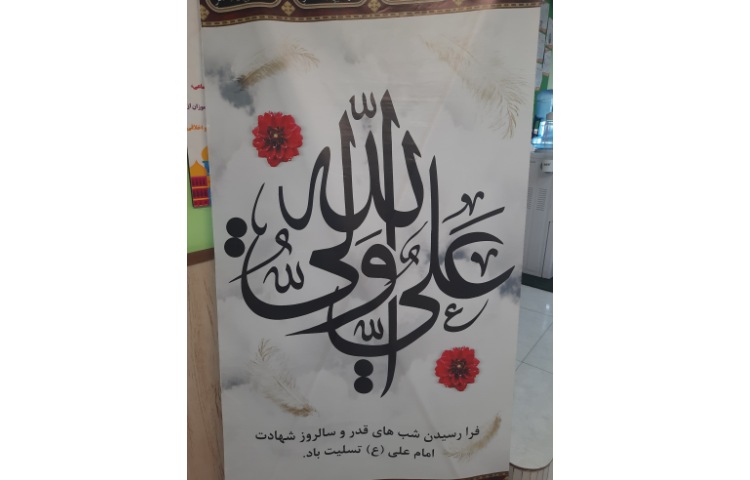 علی ولی الله
فرا رسیدن شب های قدر و سالروز شهادت
امام علی (ع) تسلیت باد.